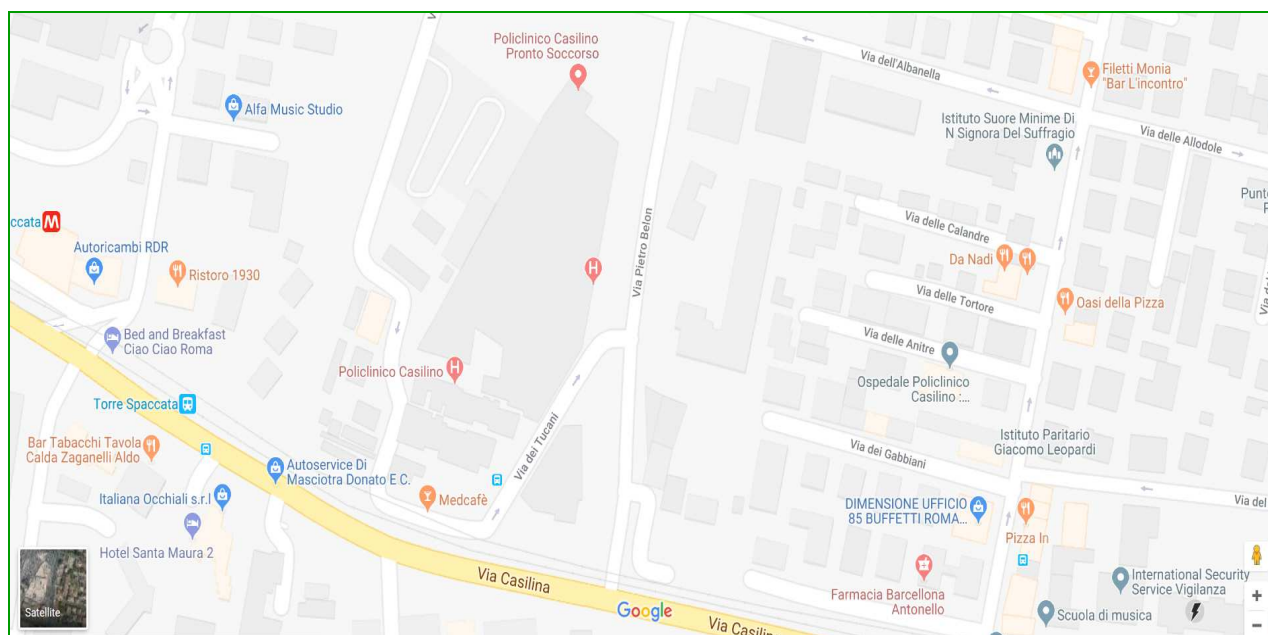 Policlinico Casilino
Pronto Soccorso
Via dell'Albanella
Filetti Monia
"Bar L'incontro"
Alfa Music Studio
Istituto Suore Minime Di
N Signora Del Suffragio
Via delle Allodole
ccata
M
Autoricambi RDR
Ristoro 1930
Via Pietro Belon
Via delle Calandre
Da Nadi
H
Via delle Tortore
Oasi della Pizza
Bed and Breakfast
Ciao Ciao Roma
Via delle Anitre
Policlinico Casilino
H
Ospedale Policlinico
Casilino :...
Torre Spaccata
Bar Tabacchi Tavola
Calda Zaganelli Aldo
Via dei Tucani
Via dei Gabbiani
Istituto Paritario
Giacomo Leopardi
Autoservice Di
Masciotra Donato E C.
Italiana Occhiali s.r.l
Medcafè
DIMENSIONE UFFICIO
85 BUFFETTI ROMA...
Via del
Hotel Santa Maura 2
Pizza In
Via Casilina
Farmacia Barcellona
Antonello
International Security
Service Vigilanza
Satellite
Google
Via Casilin
Scuola di musica